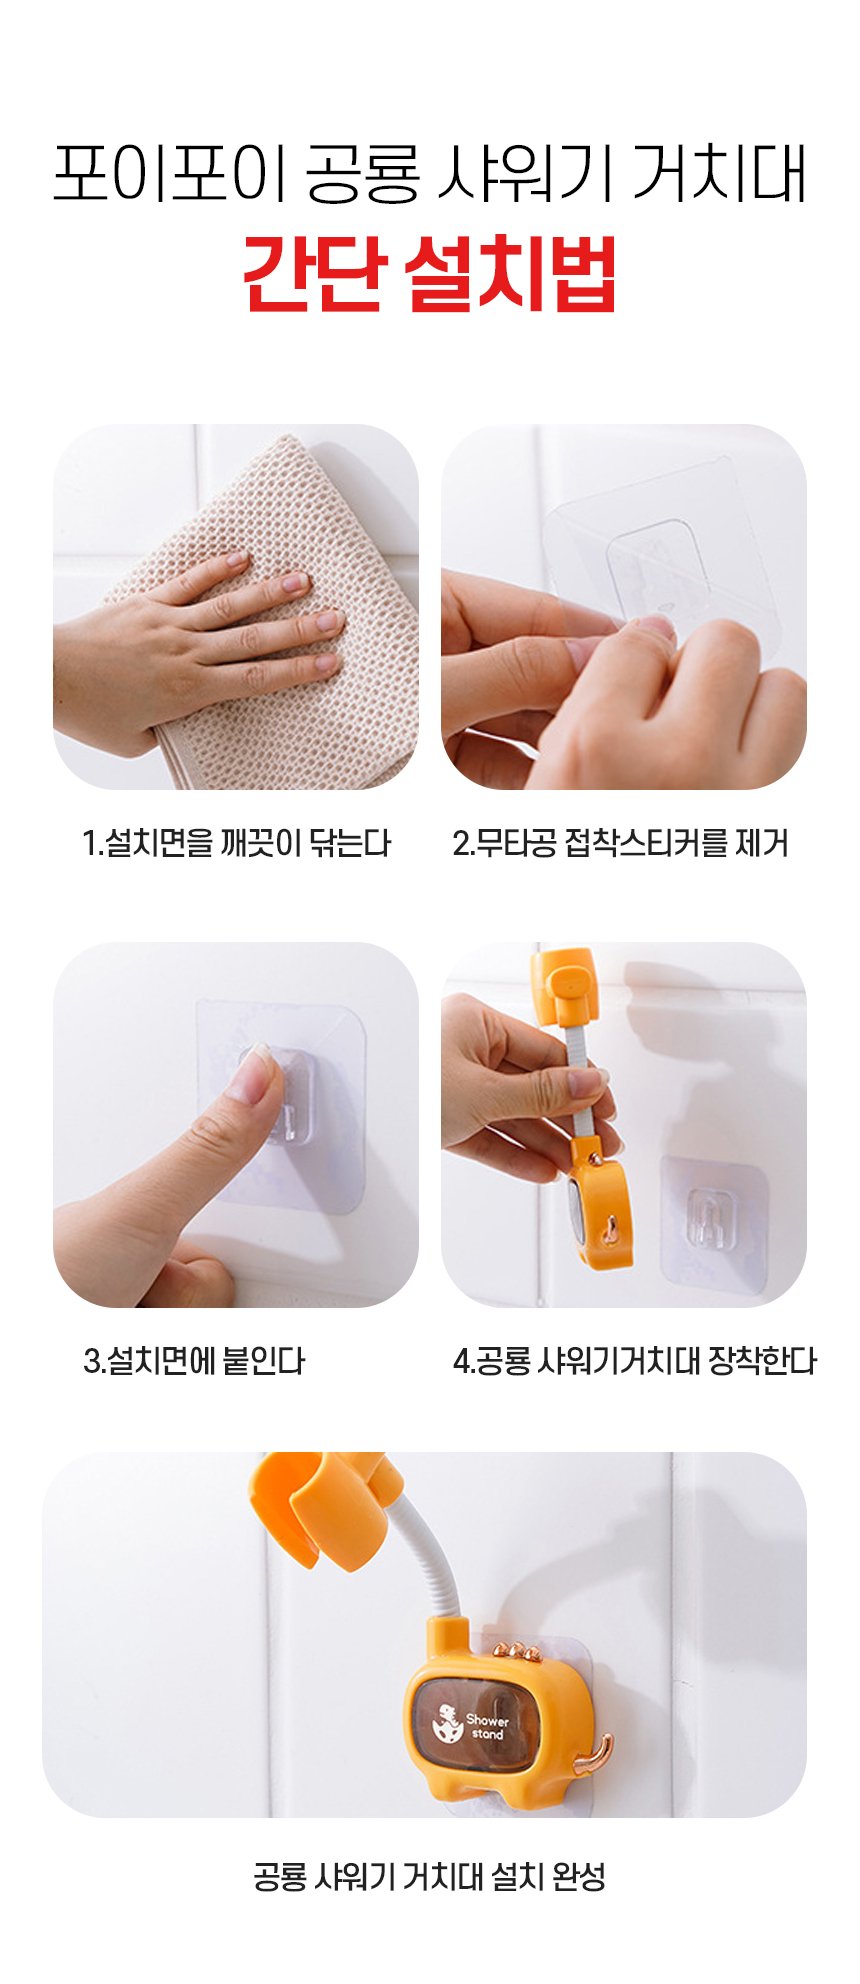 포이포이 공룡 샤워기 거치대
간단 설치법
1.설치면을 깨끗이 닦는다
2.무타공 접착스티커를 제거
3.설치면에 붙인다
4.공룡 샤워기거치대 장착한다
Shower
stand
공룡 샤워기 거치대 설치 완성